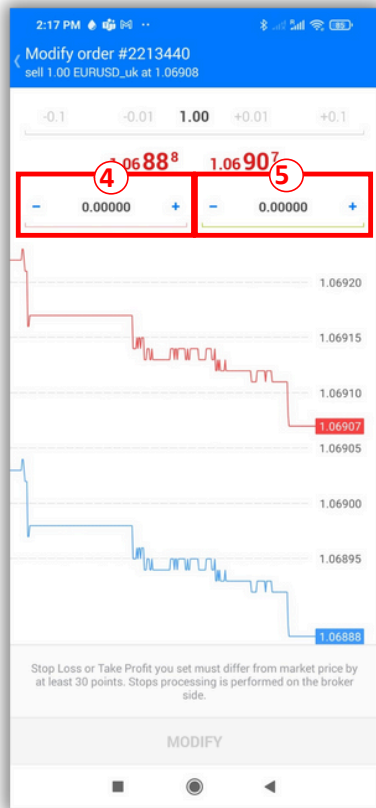 2:17 PM
85
Modify order #2213440
sell 1.00 EURUSD_uk at 1.06908
-0.1 -0.01 1.00 +0.01 +0.1
1.06888 1.06907
4 5
- 0.00000 + - 0.00000 +
1.06920
1.06915
1.06910
1.06907
1.06905
1.06900
1.06895
1.06888
Stop Loss or Take Profit you set must differ from market price by
at least 30 points. Stops processing is performed on the broker
side.
MODIFY